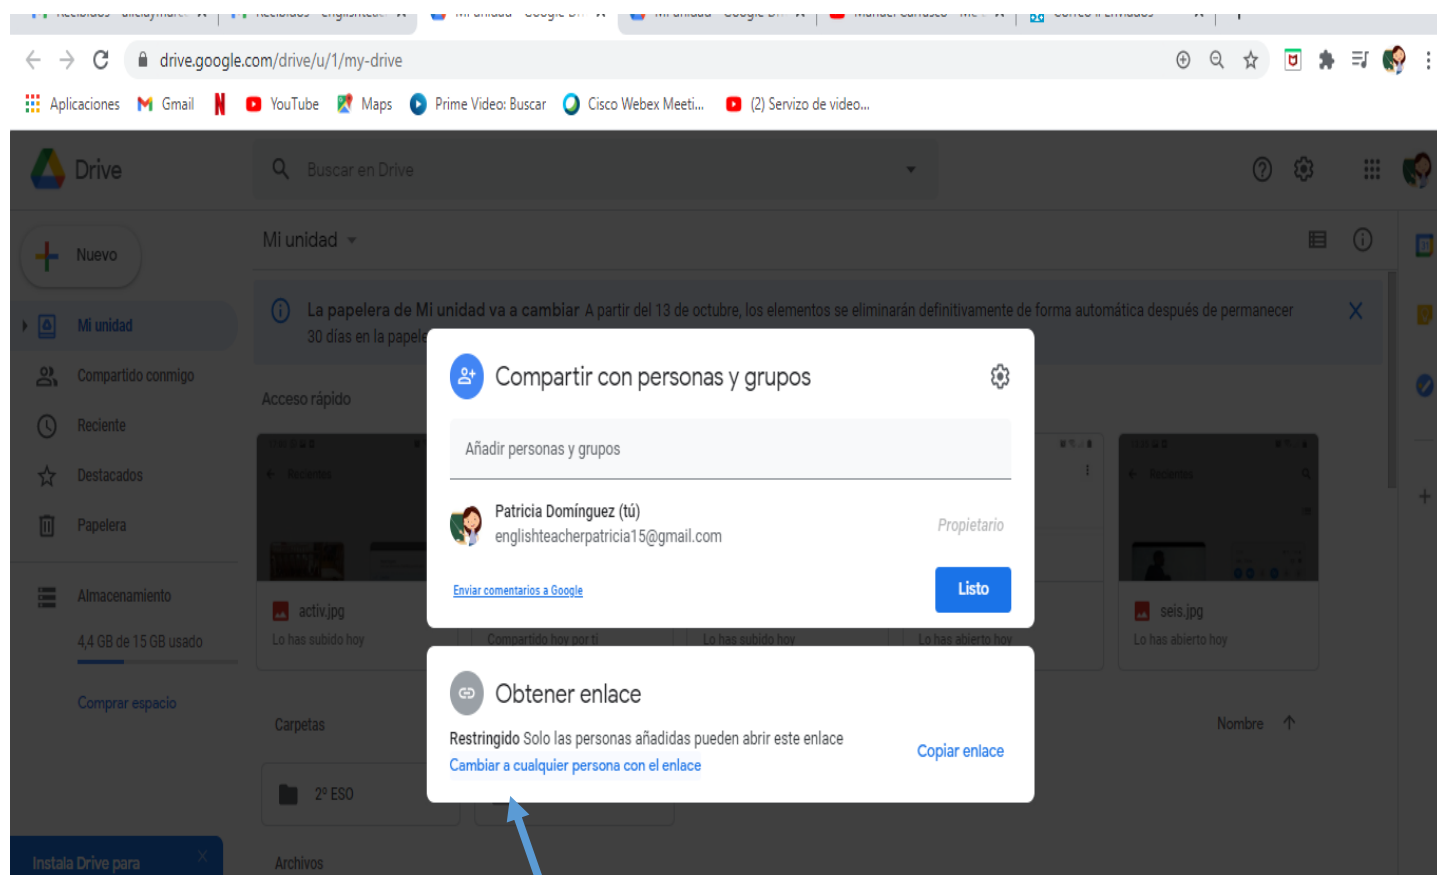 drive.google.com/drive/u/1/my-drive
Aplicaciones Gmail YouTube Maps Prime Video: Buscar Cisco Webex Meeti... (2) Servizo de video...
Drive
Buscar en Drive
Nuevo
Mi unidad
La papelera de Mi unidad va a cambiar A partir del 13 de octubre, los elementos se eliminarán definitivamente de forma automática después de permanecer
30 días en la papele
Mi unidad
Compartido conmigo
Reciente
Destacados
Papelera
Almacenamiento
4,4 GB de 15 GB usado
Comprar espacio
Acceso rápido
Recientes
Recientes
Compartir con personas y grupos
Añadir personas y grupos
Patricia Domínguez (tú)
englishteacherpatricia15@gmail.com
Propietario
Enviar comentarios a Google
Listo
activ.jpg
Lo has subido hoy
Compartido hoy por ti
Lo has subido hoy
Lo has abierto hoy
seis.jpg
Lo has abierto hoy
Obtener enlace
Restringido Solo las personas añadidas pueden abrir este enlace
Cambiar a cualquier persona con el enlace
Copiar enlace
Carpetas
Nombre
2º ESO
Archivos
Instala Drive para